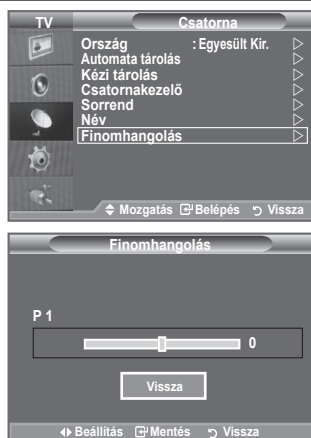 TV Csatorna
Ország : Egyesült Kir.
Automata tárolás
Kézi tárolás
Csatornakezelő
Sorrend
Név
Finomhangolás
Mozgatás Belépés Vissza
Finomhangolás
P 1
0
Vissza
Beállítás Mentés Vissza